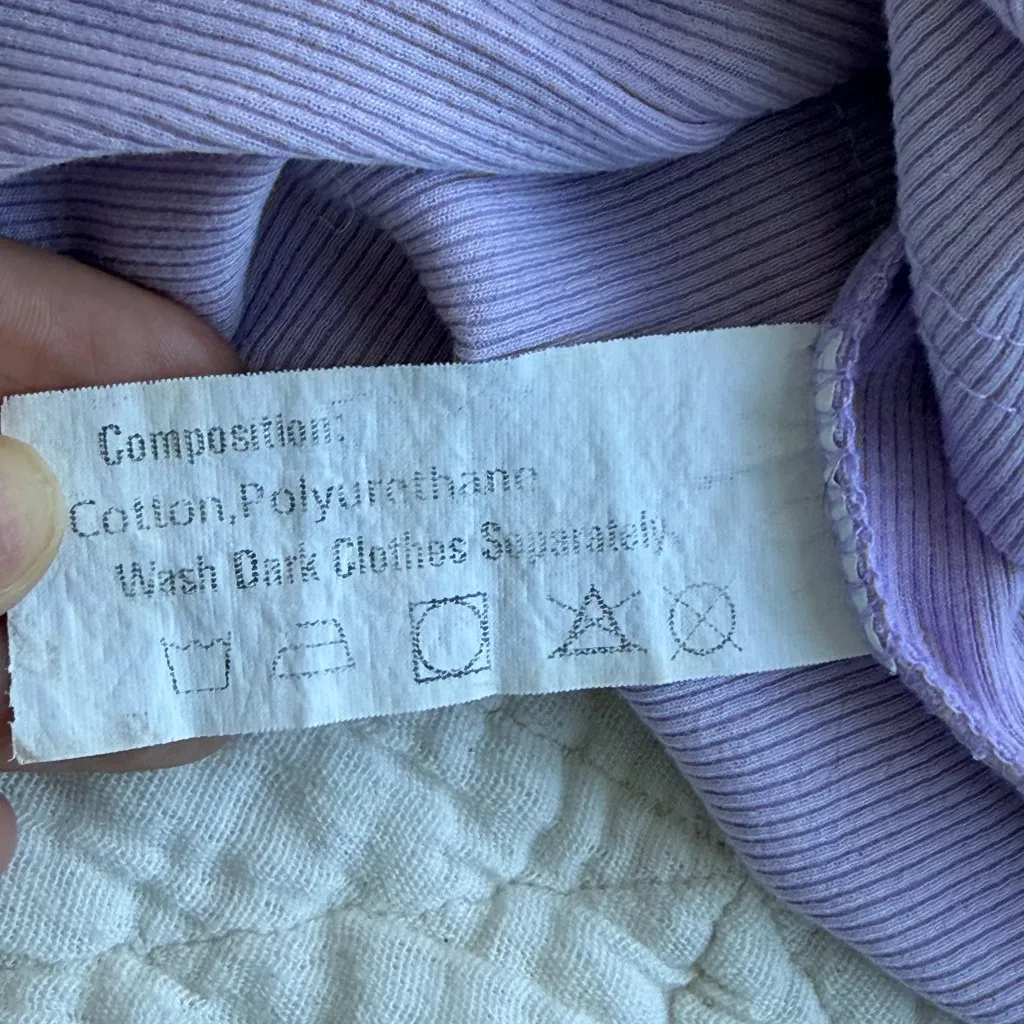 Composition:
Cotton,Polyurethane
Wash Dark Clothes Separately